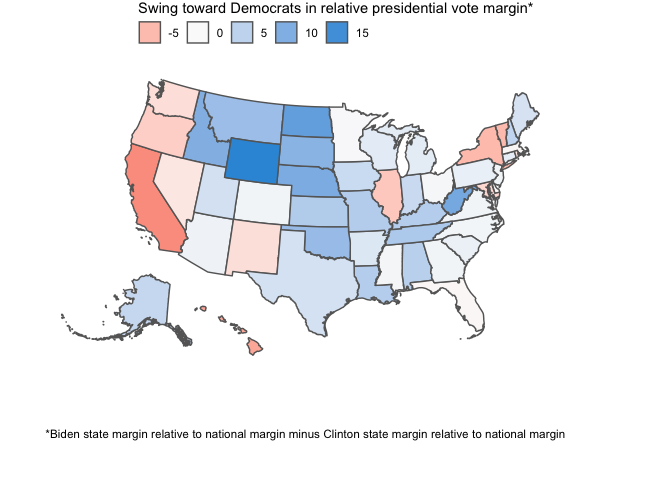 Swing toward Democrats in relative presidential vote margin*
-5 0 5 10 15
*Biden state margin relative to national margin minus Clinton state margin relative to national margin